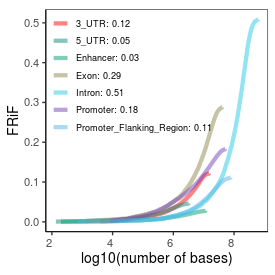 0.5
0.4
0.3
0.2
0.1
0.0
FRiF
3_UTR: 0.12
5_UTR: 0.05
Enhancer: 0.03
Exon: 0.29
Intron: 0.51
Promoter: 0.18
Promoter_Flanking_Region: 0.11
2 4 6 8
log10(number of bases)